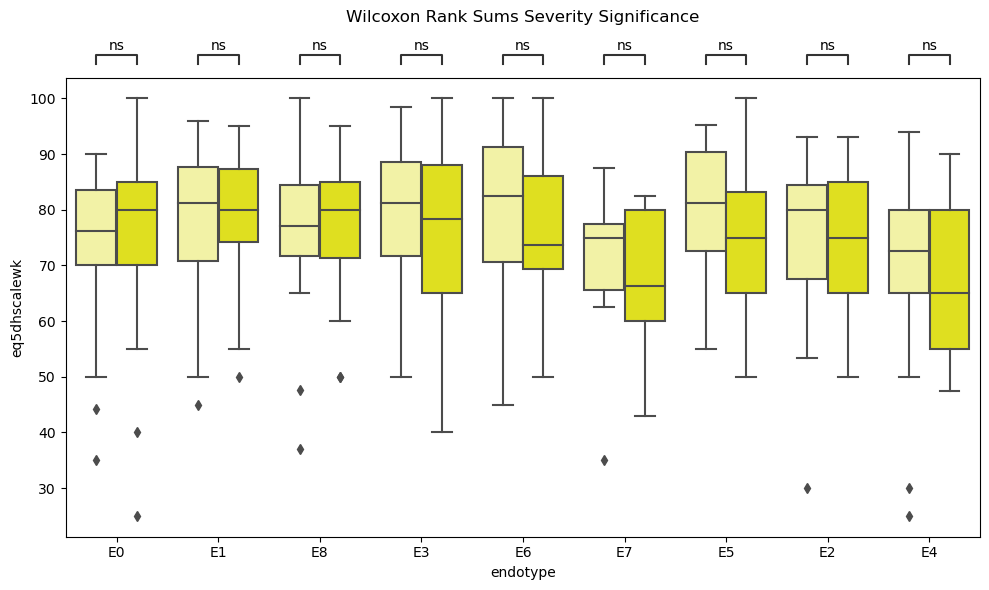 Wilcoxon Rank Sums Severity Significance
ns ns ns ns ns ns ns ns ns
100
90
80
70
60
50
40
30
eq5dhscalewk
E0 E1 E8 E3 E6 E7 E5 E2 E4
endotype